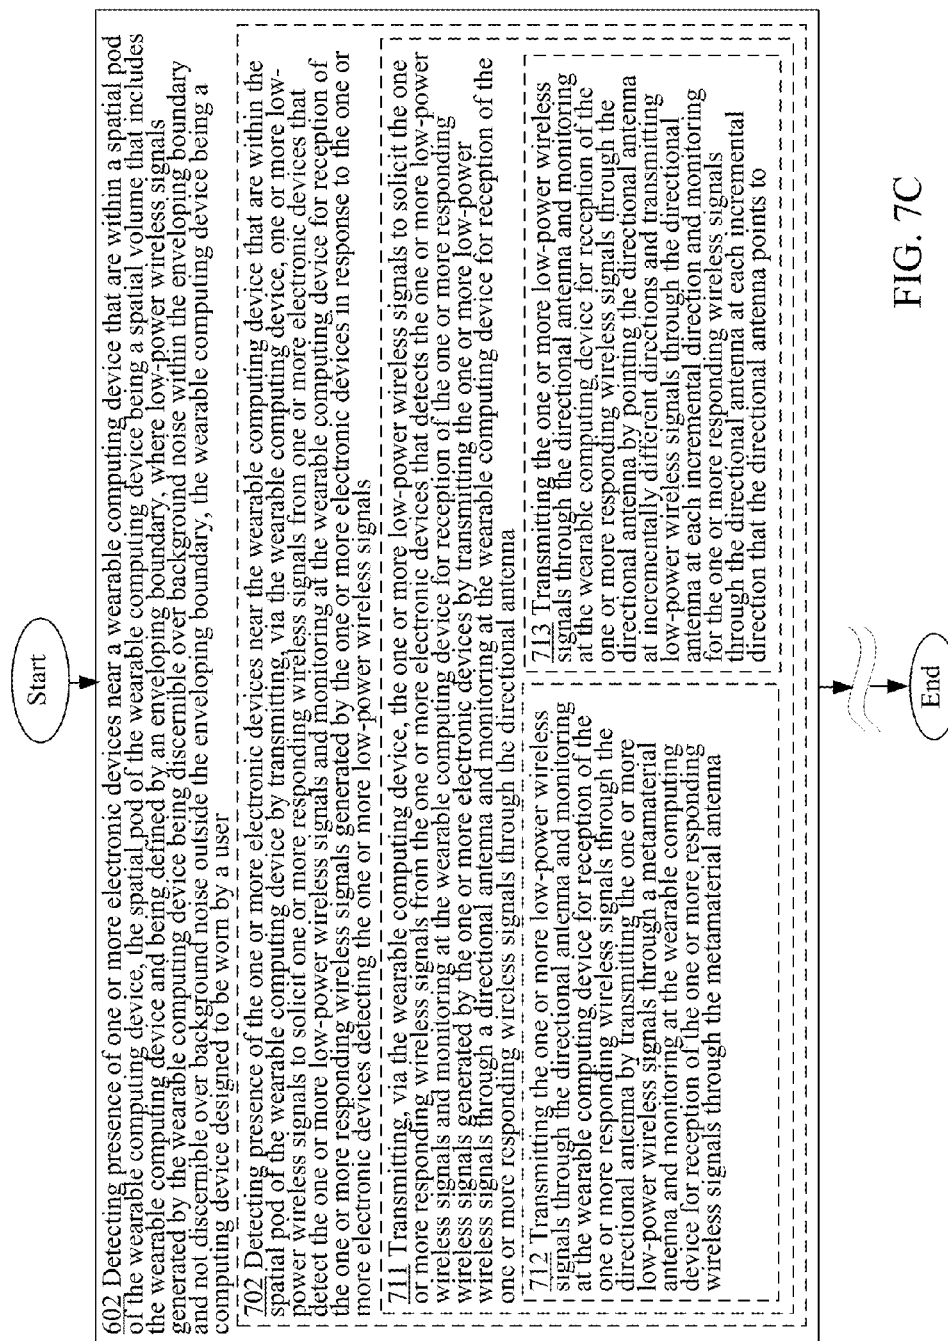 Start
602 Detecting presence of one or more electronic devices near a wearable computing device that are within a spatial pod
of the wearable computing device, the spatial pod of the wearable computing device being a spatial volume that includes
the wearable computing device and being defined by an enveloping boundary, where low-power wireless signals
generated by the wearable computing device being discernible over background noise within the enveloping boundary
and not discernible over background noise outside the enveloping boundary, the wearable computing device being a
computing device designed to be worn by a user
702 Detecting presence of the one or more electronic devices near the wearable computing device that are within the
spatial pod of the wearable computing device by transmitting, via the wearable computing device, one or more low-
power wireless signals to solicit one or more responding wireless signals from one or more electronic devices that
detect the one or more low-power wireless signals and monitoring at the wearable computing device for reception of
the one or more responding wireless signals generated by the one or more electronic devices in response to the one or
more electronic devices detecting the one or more low-power wireless signals
711 Transmitting, via the wearable computing device, the one or more low-power wireless signals to solicit the one
or more responding wireless signals from the one or more electronic devices that detects the one or more low-power
wireless signals and monitoring at the wearable computing device for reception of the one or more responding
wireless signals generated by the one or more electronic devices by transmitting the one or more low-power
wireless signals through a directional antenna and monitoring at the wearable computing device for reception of the
one or more responding wireless signals through the directional antenna
712 Transmitting the one or more low-power wireless
signals through the directional antenna and monitoring
at the wearable computing device for reception of the
one or more responding wireless signals through the
directional antenna by transmitting the one or more
low-power wireless signals through a metamaterial
antenna and monitoring at the wearable computing
device for reception of the one or more responding
wireless signals through the metamaterial antenna
713 Transmitting the one or more low-power wireless
signals through the directional antenna and monitoring
at the wearable computing device for reception of the
one or more responding wireless signals through the
directional antenna by pointing the directional antenna
at incrementally different directions and transmitting
low-power wireless signals through the directional
antenna at each incremental direction and monitoring
for the one or more responding wireless signals
through the directional antenna at each incremental
direction that the directional antenna points to
End
FIG. 7C